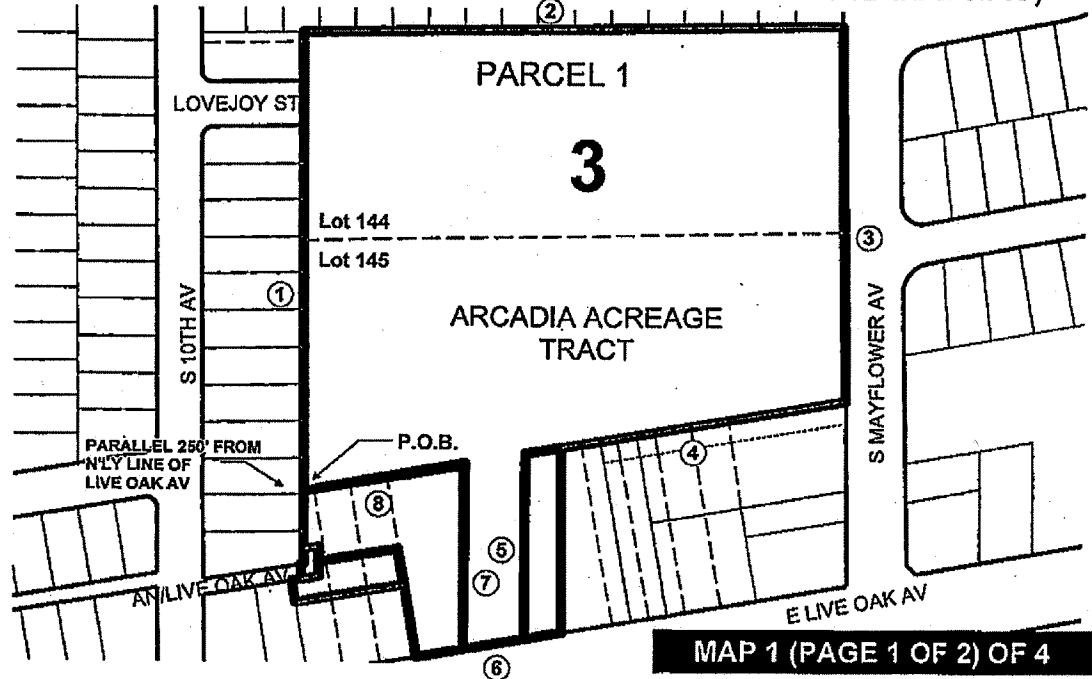 ②
PARCEL 1
LOVEJOY ST
3
Lot 144
③
Lot 145
①
S 10TH AV
ARCADIA ACREAGE
TRACT
S MAYFLOWER AV
PARALLEL 250' FROM
N'LY LINE OF
LIVE OAK AV
P.O.B.
④
⑧
⑤
⑦
AN/LIVE OAK AV
E LIVE OAK AV
⑥
MAP 1 (PAGE 1 OF 2) OF 4